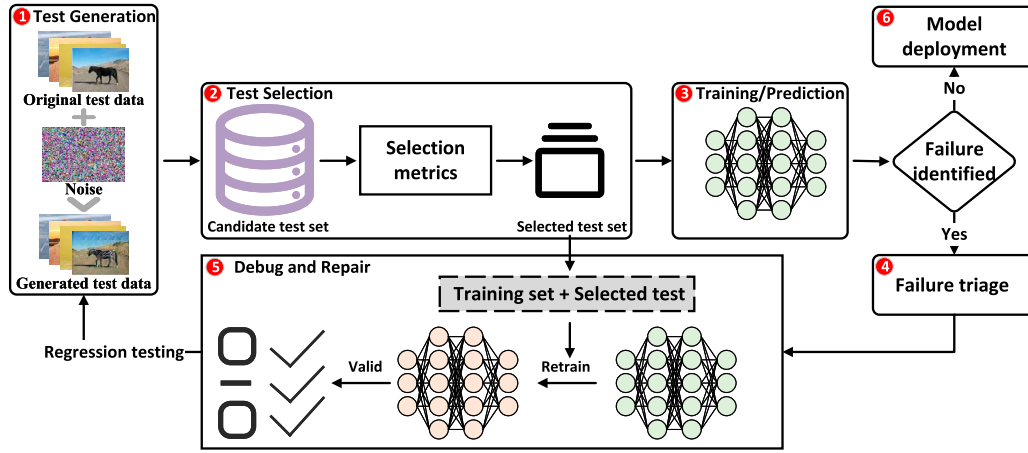 1 Test Generation
Original test data
Noise
Generated test data
2 Test Selection
Candidate test set
Selection
metrics
Selected test set
3 Training/Prediction
Failure
identified
No
Yes
6
Model
deployment
4
Failure triage
5 Debug and Repair
Training set + Selected test
Retrain
Valid
Regression testing